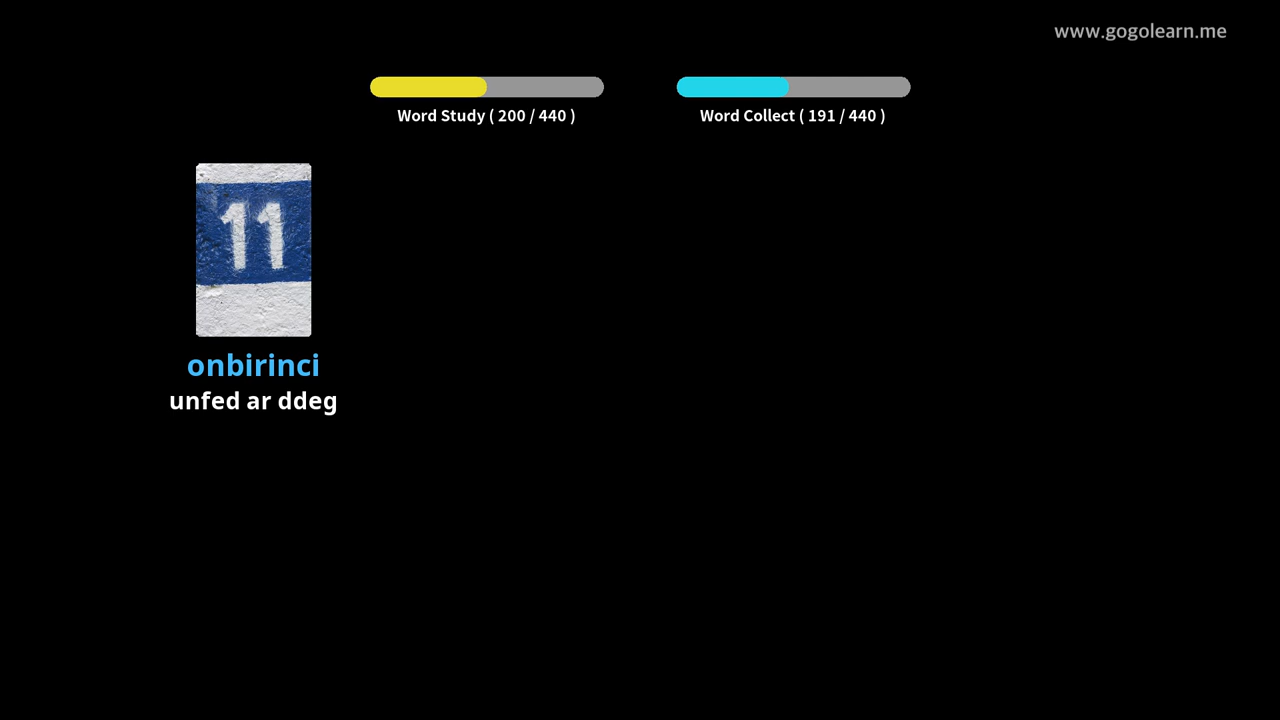 www.gogolearn.me
Word Study ( 200 / 440 )
Word Collect ( 191 / 440 )
11
onbirinci
unfed ar ddeg